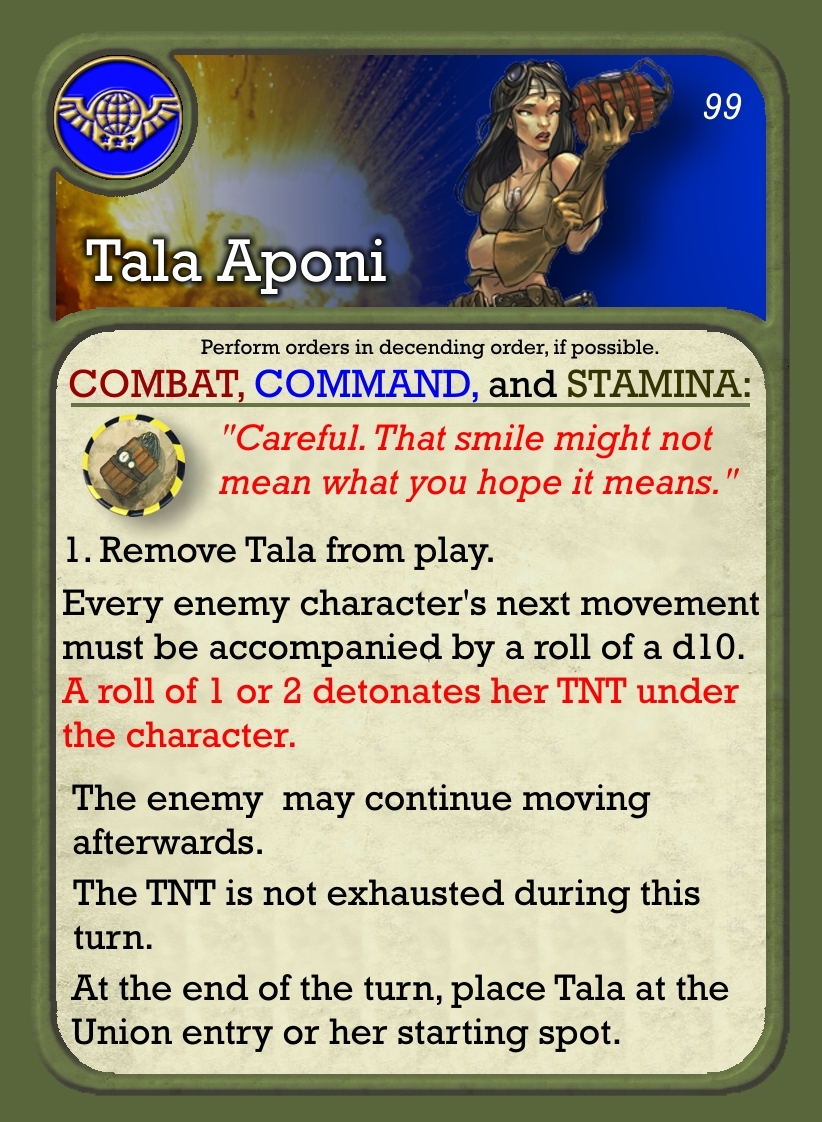 99
Tala Aponi
Perform orders in decending order, if possible.
COMBAT, COMMAND, and STAMINA:
"Careful. That smile might not
mean what you hope it means."
1. Remove Tala from play.
Every enemy character's next movement
must be accompanied by a roll of a d10.
A roll of 1 or 2 detonates her TNT under
the character.
The enemy  may continue moving
afterwards.
The TNT is not exhausted during this
turn.
At the end of the turn, place Tala at the
Union entry or her starting spot.